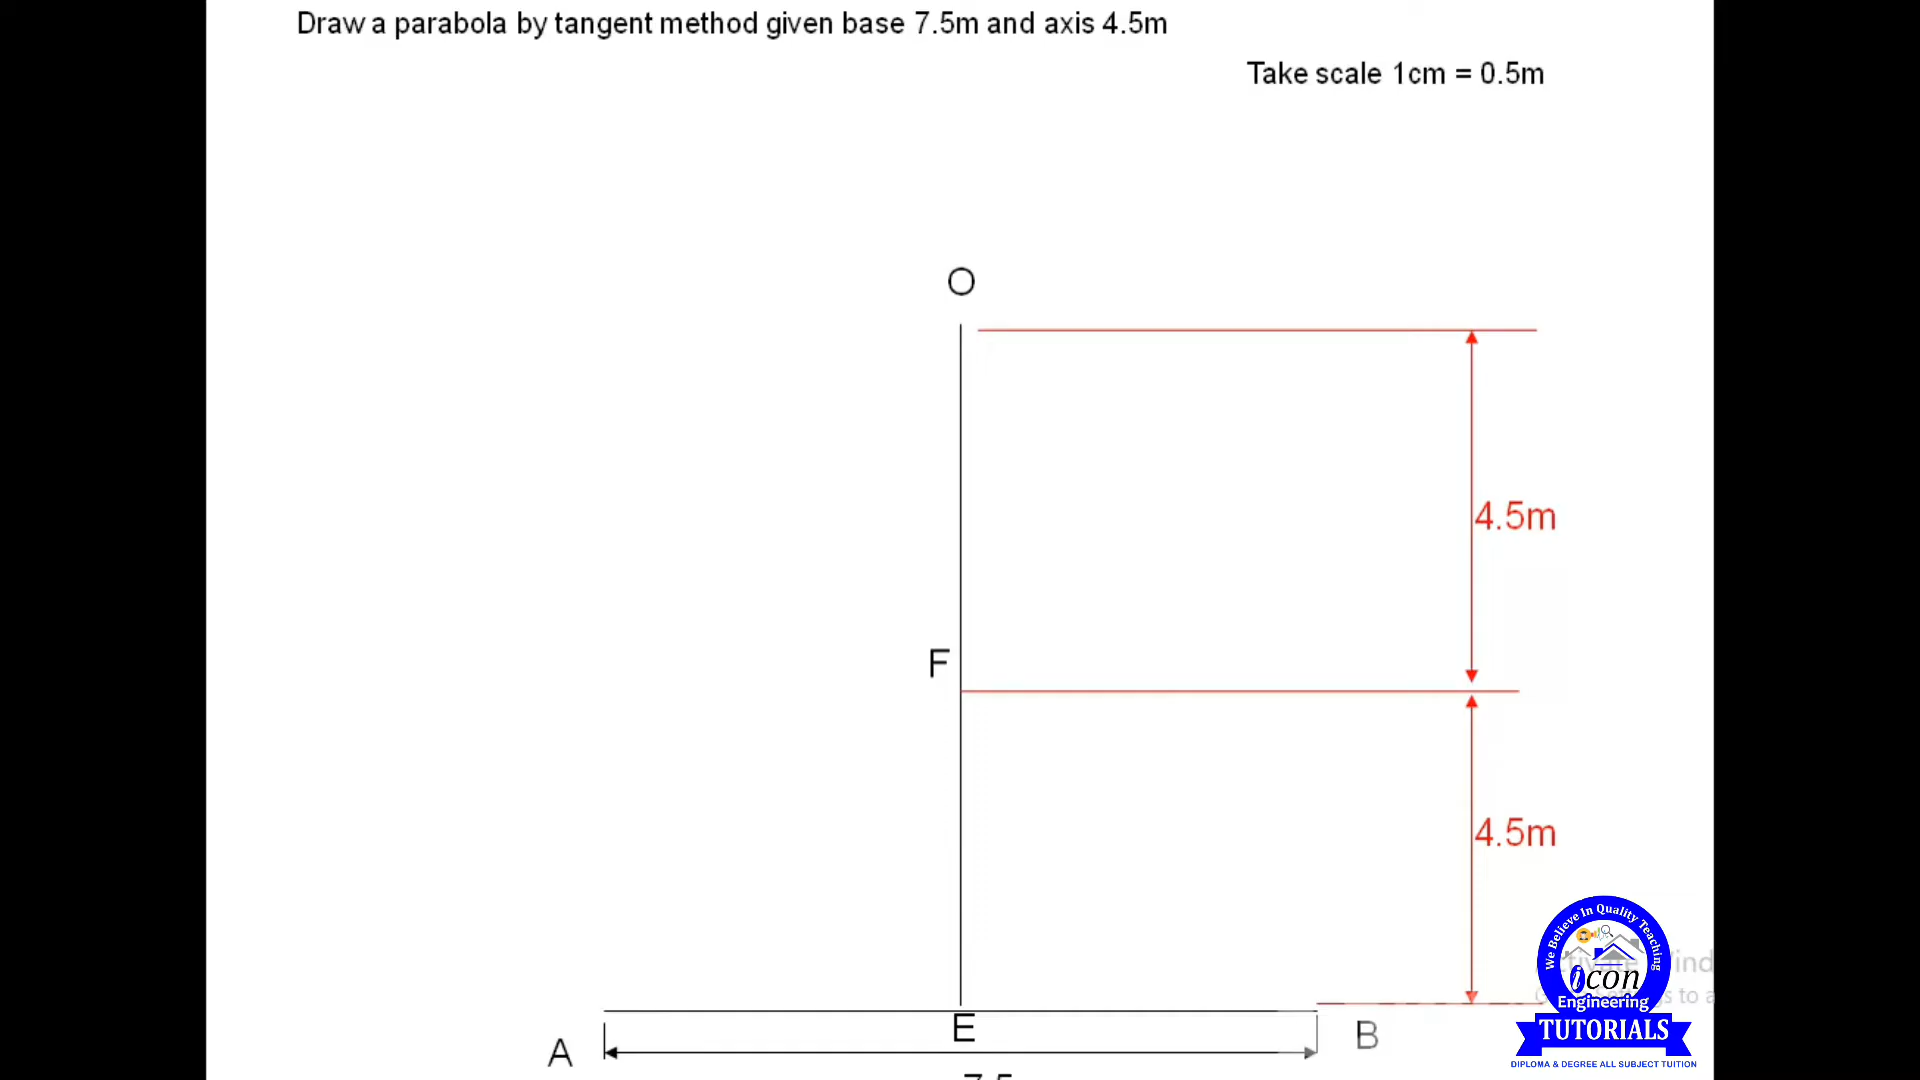 Draw a parabola by tangent method given base 7.5m and axis 4.5m
Take scale 1cm = 0.5m
O
4.5m
F
4.5m
We Believe In Quality Teaching
icon
Engineering
TUTORIALS
DIPLOMA & DEGREE ALL SUBJECT TUITION
E
B
A